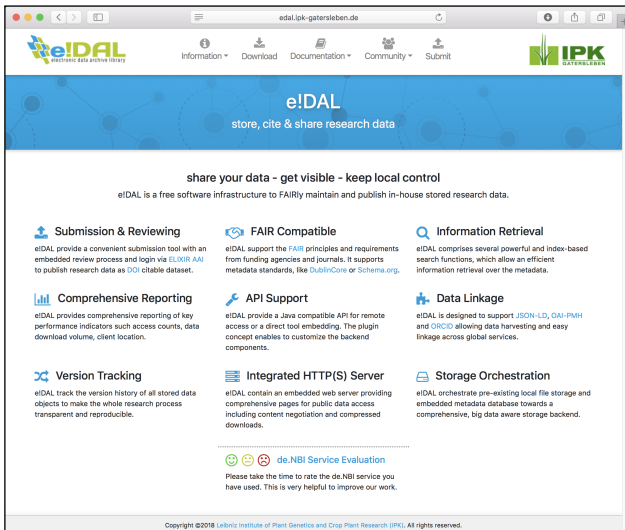 edal.ipk-gatersleben.de
e!DAL
electronic data archive library
Information
Download
Documentation
Community
Submit
IPK
GATERSLEBEN
e!DAL
store, cite & share research data
share your data - get visible - keep local control
e!DAL is a free software infrastructure to FAIRly maintain and publish in-house stored research data.
Submission & Reviewing
e!DAL provide a convenient submission tool with an
embedded review process and login via ELIXIR AAI
to publish research data as DOI citable dataset.
FAIR Compatible
e!DAL support the FAIR principles and requirements
from funding agencies and journals. It supports
metadata standards, like DublinCore or Schema.org.
Information Retrieval
e!DAL comprises several powerful and index-based
search functions, which allow an efficient
information retrieval over the metadata.
Comprehensive Reporting
e!DAL provides comprehensive reporting of key
performance indicators such as access counts, data
download volume, client location.
API Support
e!DAL provide a Java compatible API for remote
access or a direct tool embedding. The plugin
concept enables to customize the backend
components.
Data Linkage
e!DAL is designed to support JSON-LD, OAI-PMH
and ORCID allowing data harvesting and easy
linkage across global services.
Version Tracking
e!DAL track the version history of all stored data
objects to make the whole research process
transparent and reproducible.
Integrated HTTP(S) Server
e!DAL contain an embedded web server providing
comprehensive pages for public data access
including content negotiation and compressed
downloads.
Storage Orchestration
e!DAL orchestrate pre-existing local file storage and
embedded metadata database towards a
comprehensive, big data aware storage backend.
de.NBI Service Evaluation
Please take the time to rate the de.NBI service you
have used. This is very helpful to improve our work.
Copyright ©2018 Leibniz Institute of Plant Genetics and Crop Plant Research (IPK). All rights reserved.